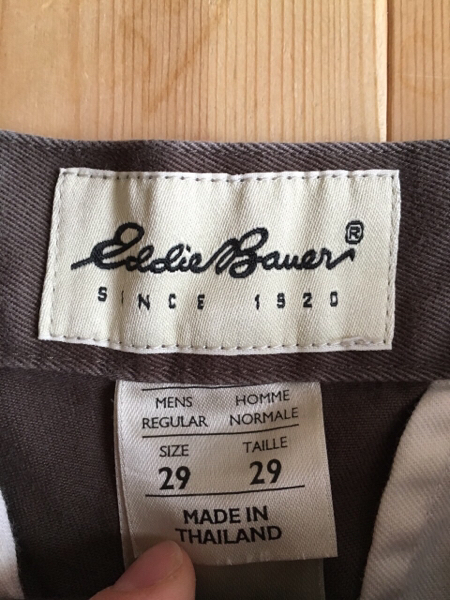 Eddie Bauer®
SINCE 1920
MENS HOMME
REGULAR NORMALE
SIZE TAILLE
29 29
MADE IN
THAILAND